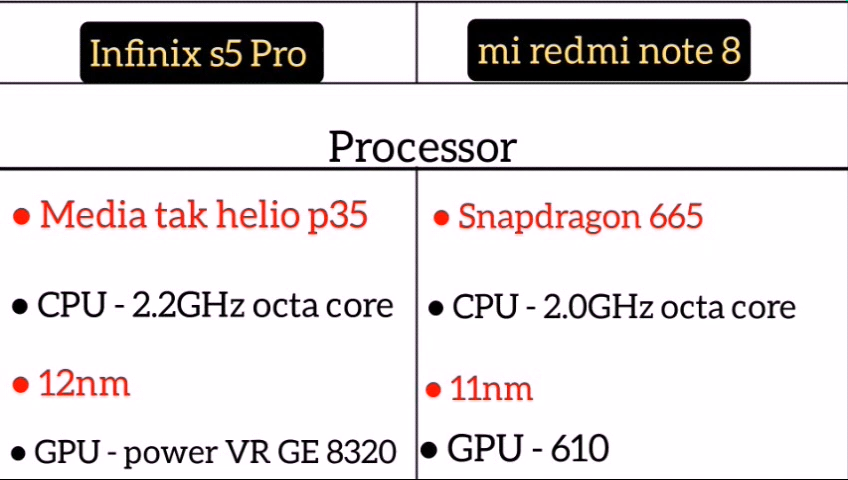 Infinix s5 Pro
mi redmi note 8
Processor
• Media tak helio p35
• Snapdragon 665
• CPU - 2.2GHz octa core
• CPU - 2.0GHz octa core
• 12nm
• 11nm
• GPU - power VR GE 8320
• GPU - 610